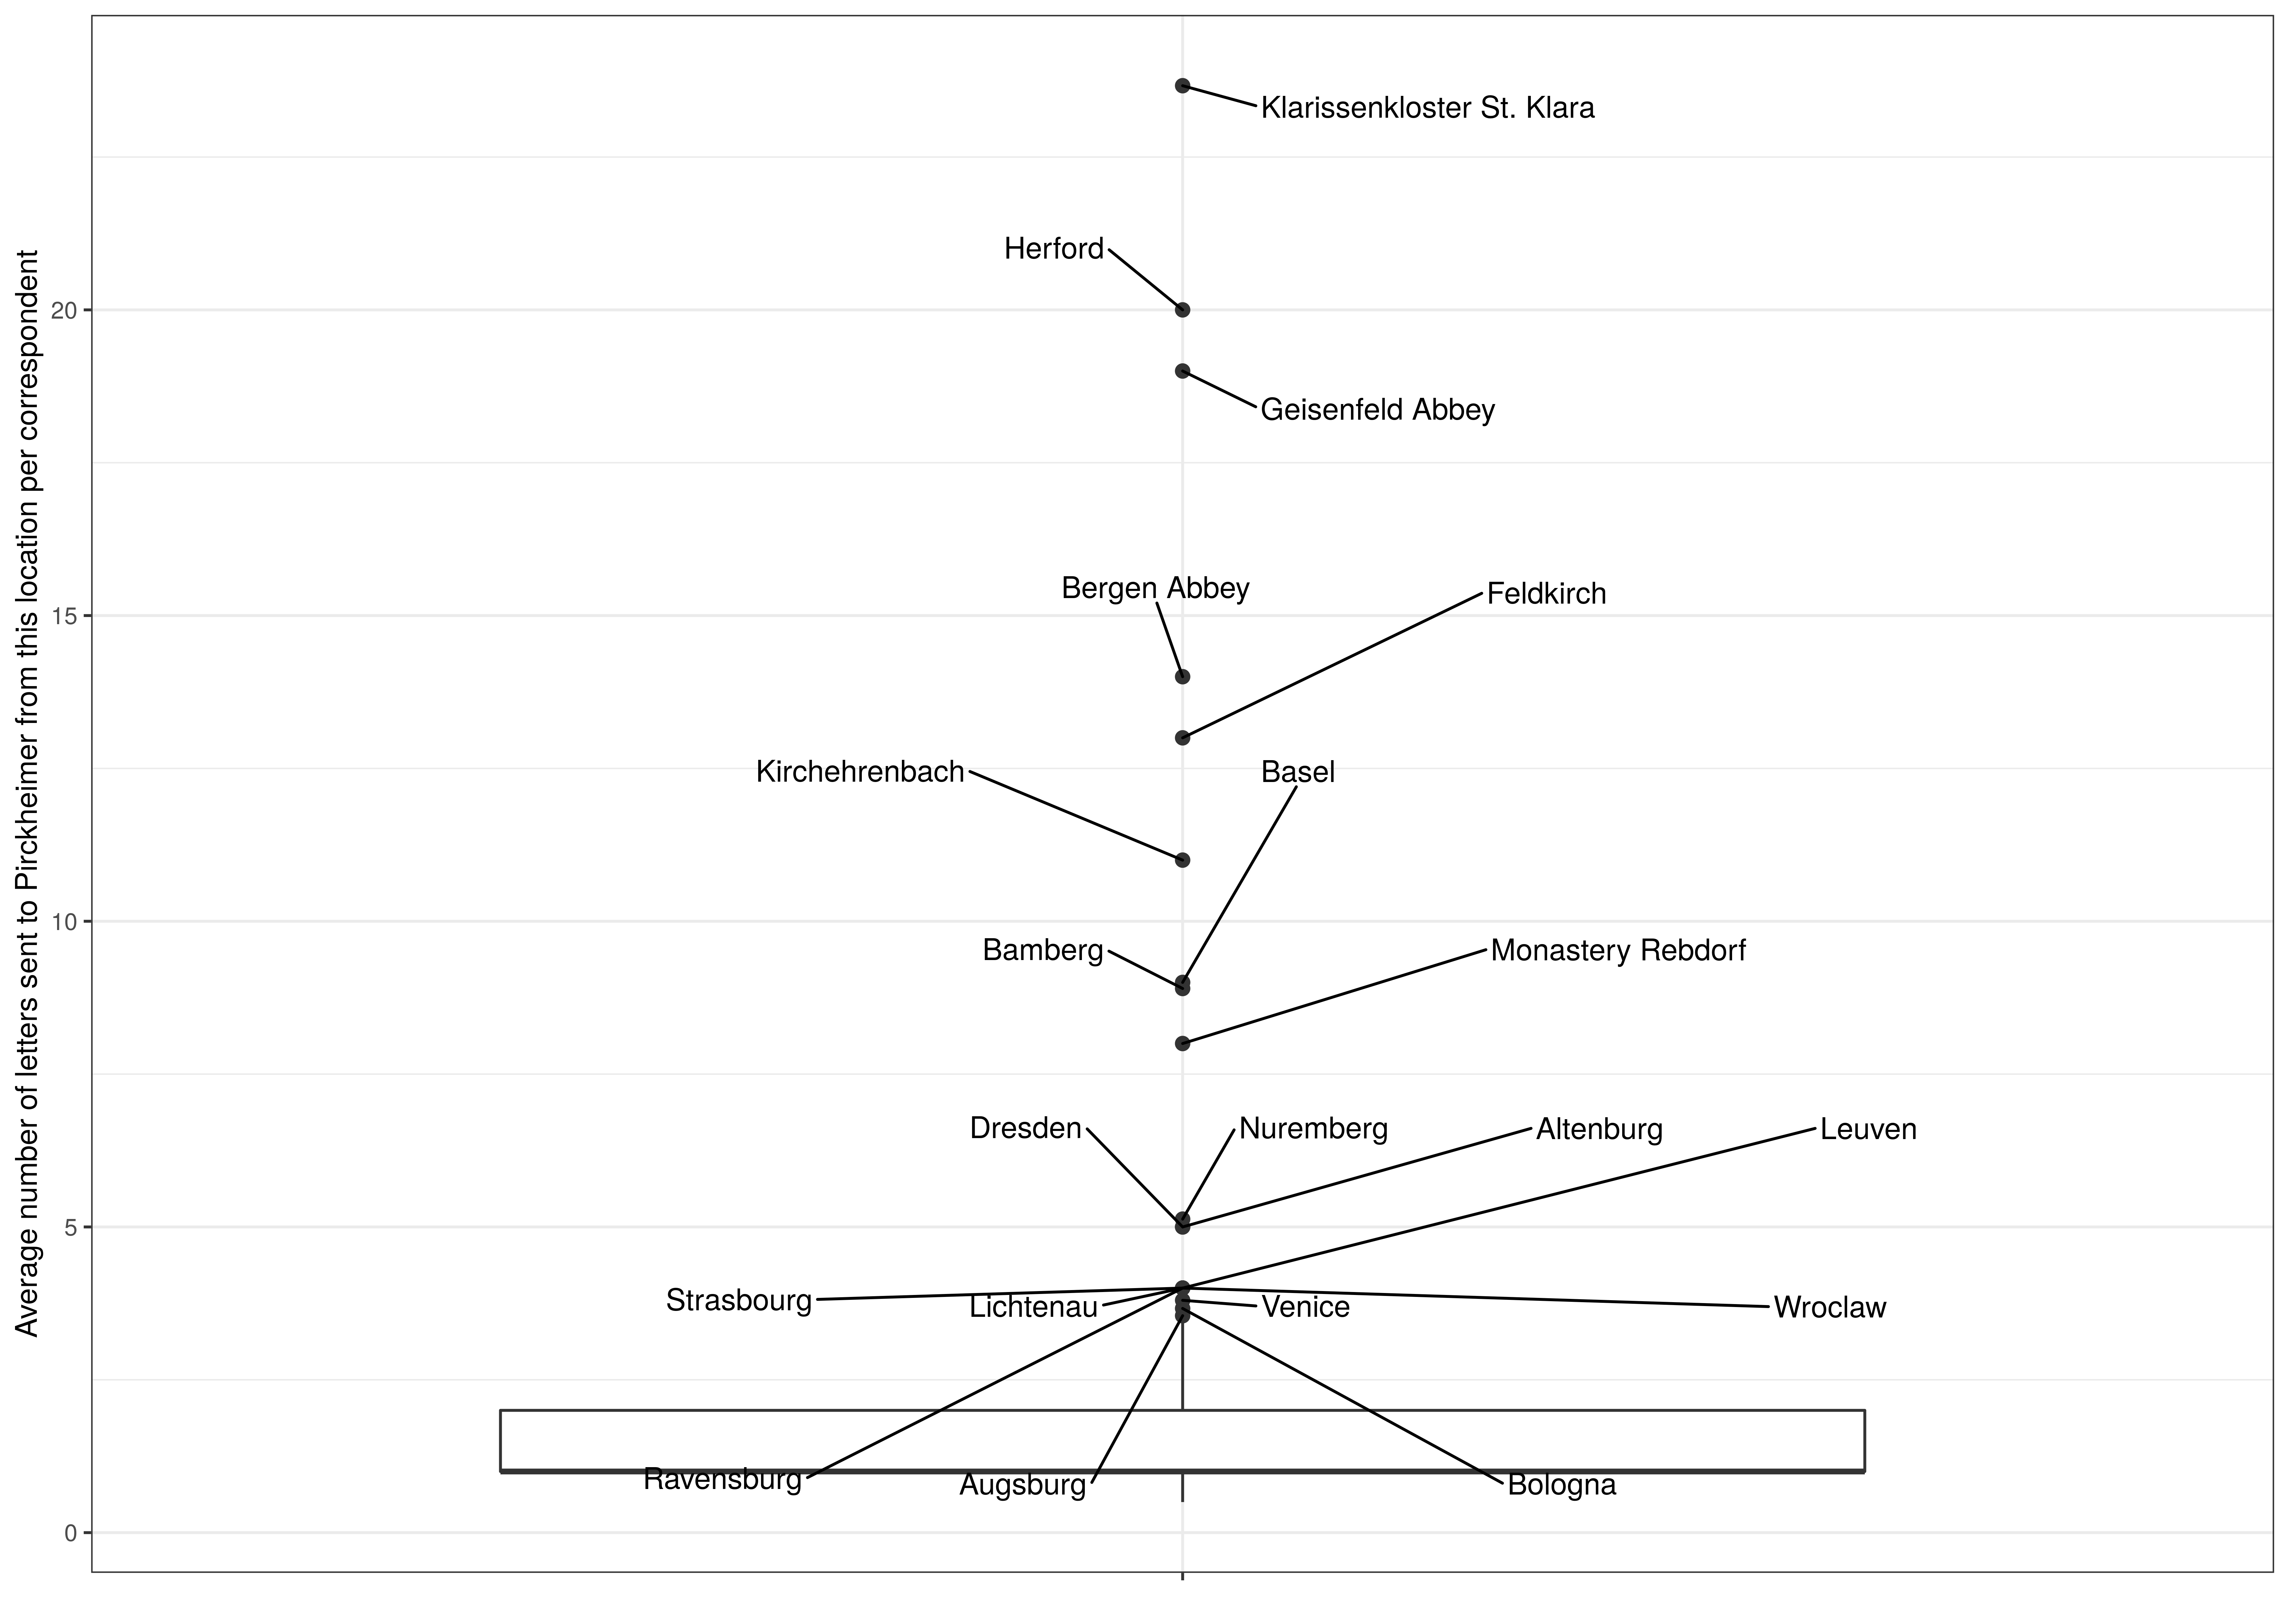 Average number of letters sent to Pirckheimer from this location per correspondent
20
15
10
5
0
Klarissenkloster St. Klara
Herford
Geisenfeld Abbey
Bergen Abbey
Feldkirch
Kirchehrenbach
Basel
Bamberg
Monastery Rebdorf
Dresden
Nuremberg
Altenburg
Leuven
Strasbourg
Lichtenau
Venice
Wroclaw
Ravensburg
Augsburg
Bologna